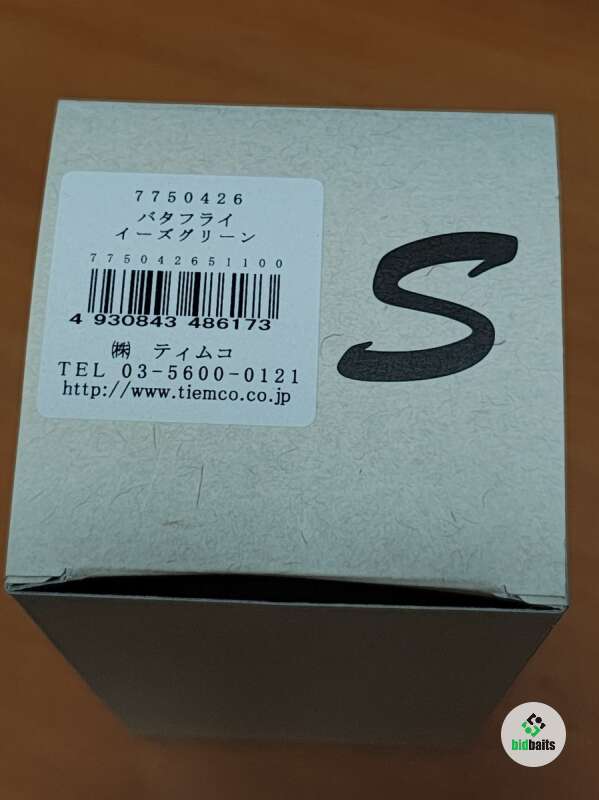 7750426
バタフライ
イーズグリーン
775042651100
4 930843 486173
㈱ ティムコ
TEL 03-5600-0121
http://www.tiemco.co.jp
S
bidbaits